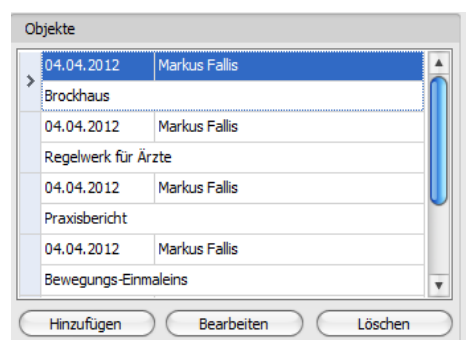 Objekte
04.04.2012 Markus Fallis
Brockhaus
04.04.2012 Markus Fallis
Regelwerk für Ärzte
04.04.2012 Markus Fallis
Praxisbericht
04.04.2012 Markus Fallis
Bewegungs-Einmaleins
Hinzufügen Bearbeiten Löschen